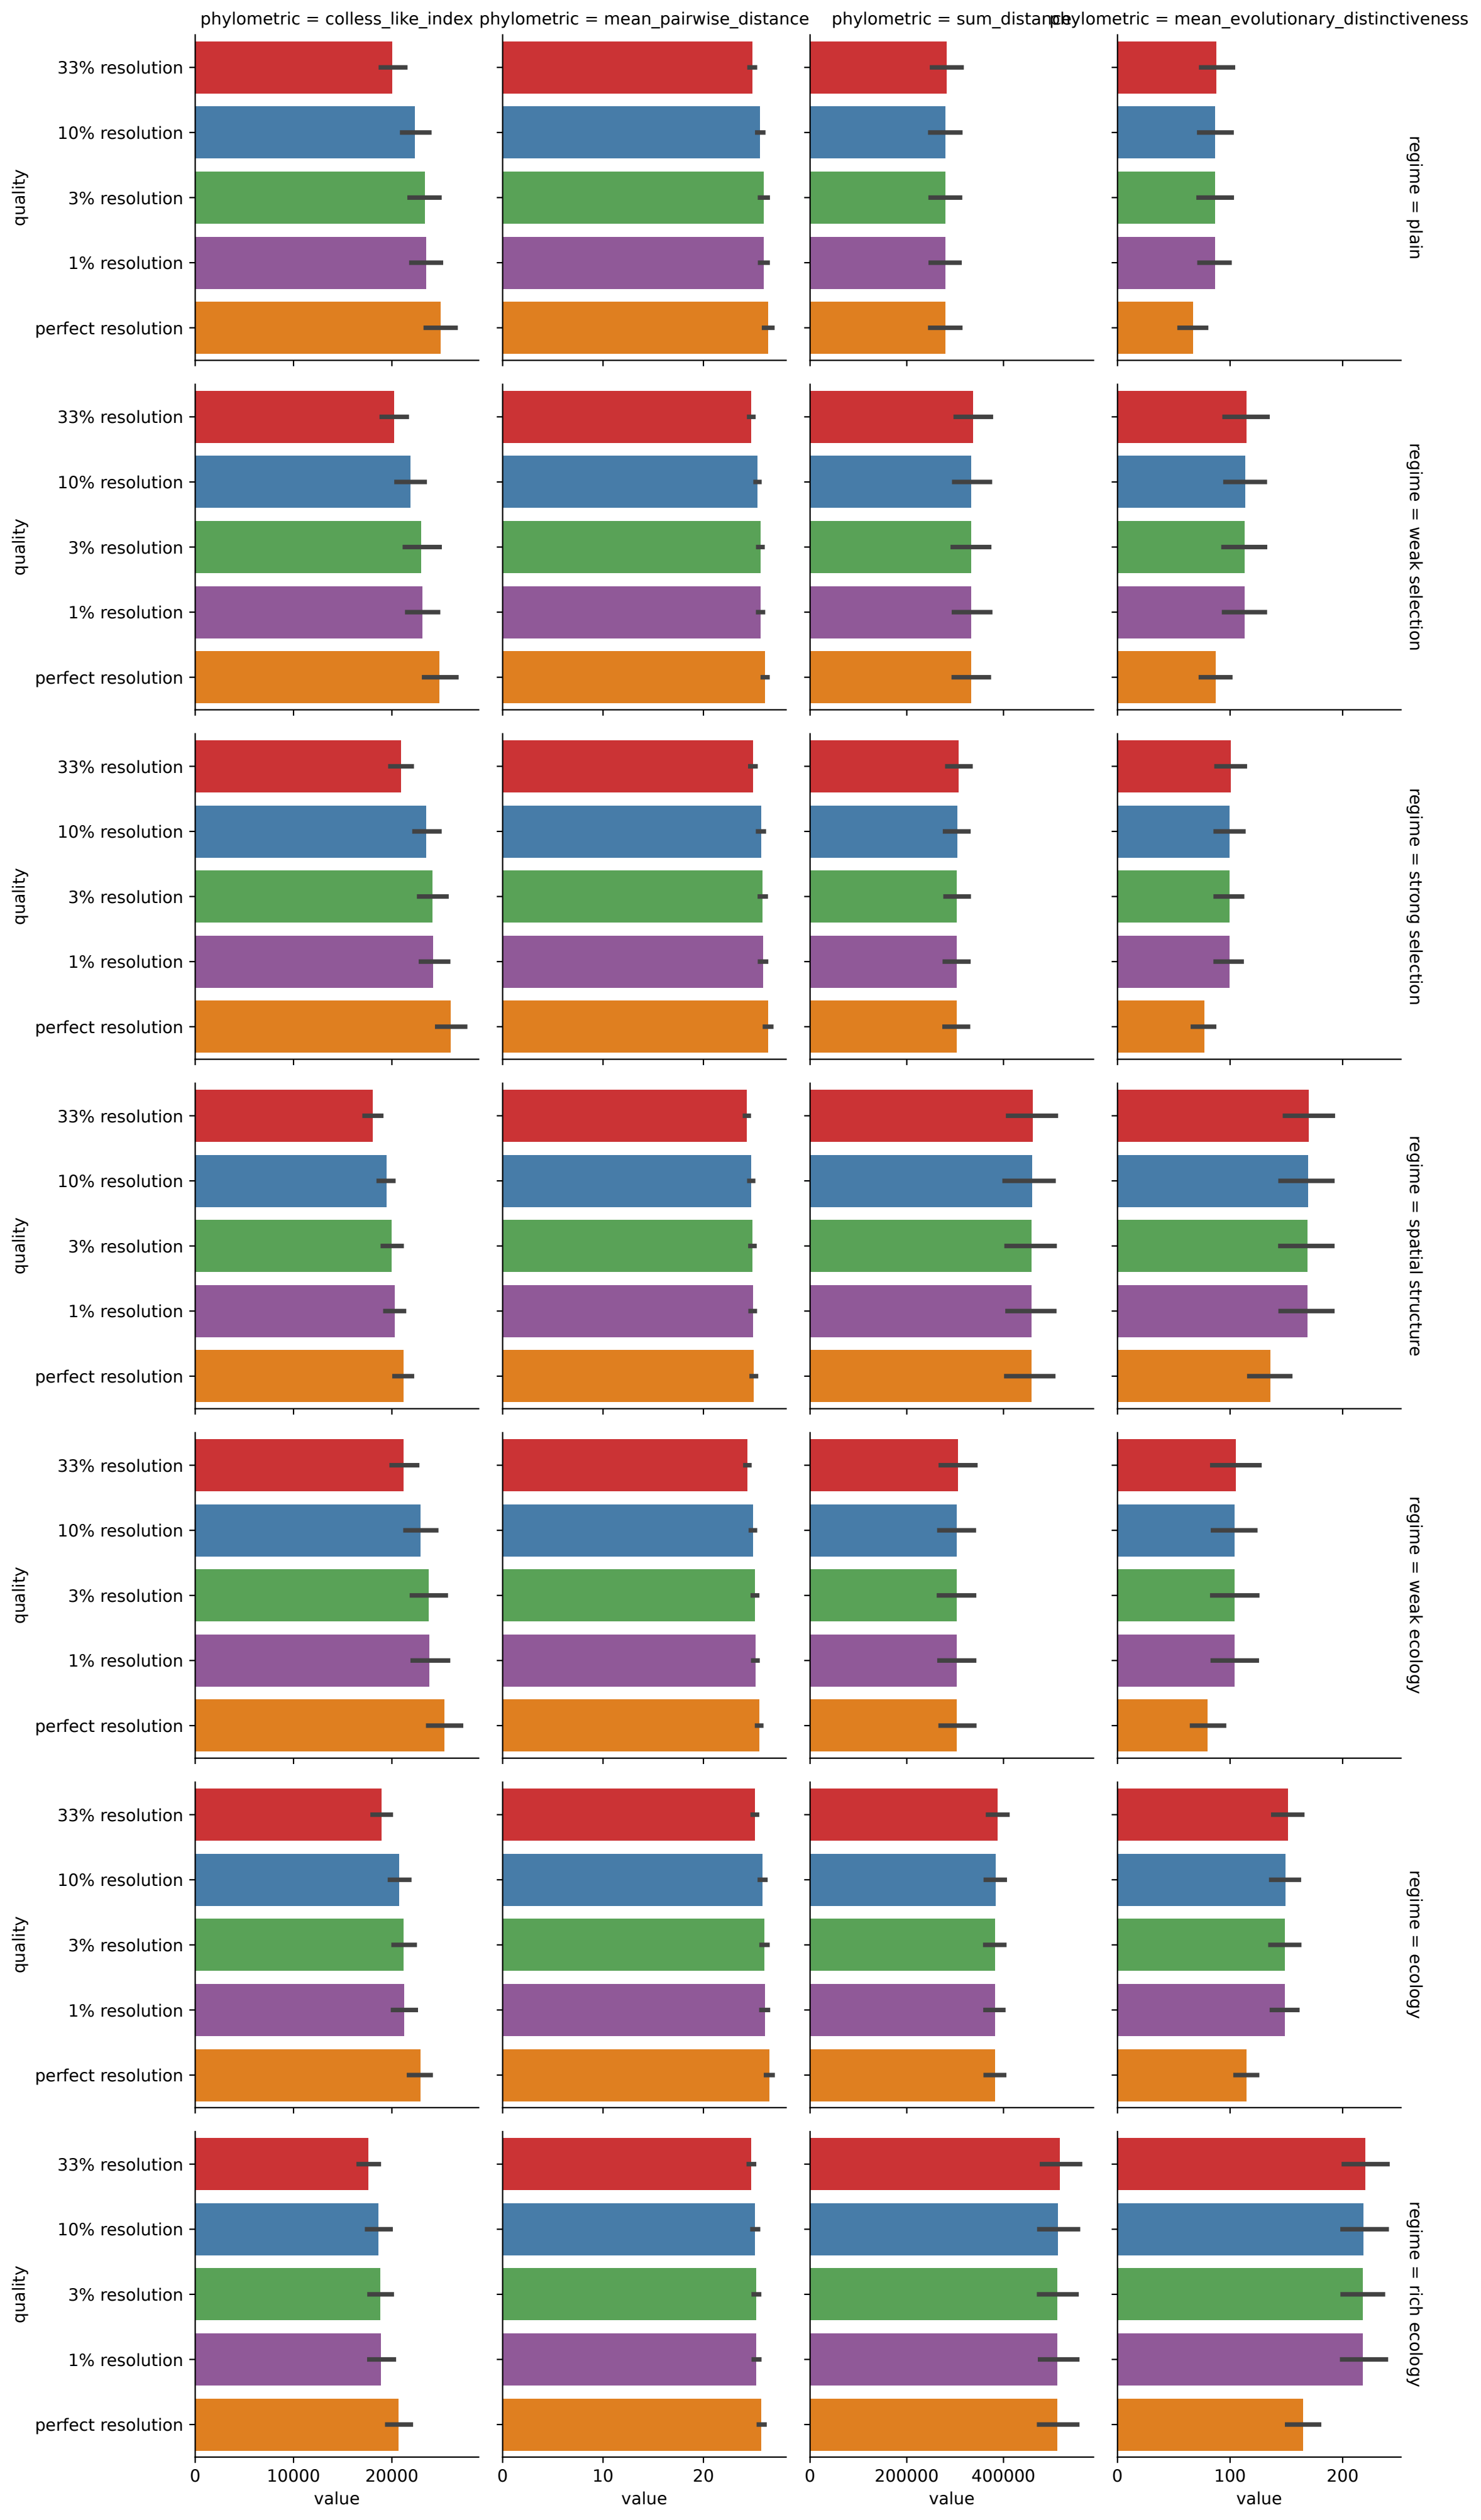 phylometric = colless_like_index
phylometric = mean_pairwise_distance
phylometric = sum_distance
phylometric = mean_evolutionary_distinctiveness
33% resolution
10% resolution
3% resolution
1% resolution
perfect resolution
quality
regime = plain
33% resolution
10% resolution
3% resolution
1% resolution
perfect resolution
quality
regime = weak selection
33% resolution
10% resolution
3% resolution
1% resolution
perfect resolution
quality
regime = strong selection
33% resolution
10% resolution
3% resolution
1% resolution
perfect resolution
quality
regime = spatial structure
33% resolution
10% resolution
3% resolution
1% resolution
perfect resolution
quality
regime = weak ecology
33% resolution
10% resolution
3% resolution
1% resolution
perfect resolution
quality
regime = ecology
33% resolution
10% resolution
3% resolution
1% resolution
perfect resolution
quality
regime = rich ecology
0 10000 20000
0 10 20
0 200000 400000
0 100 200
value
value
value
value